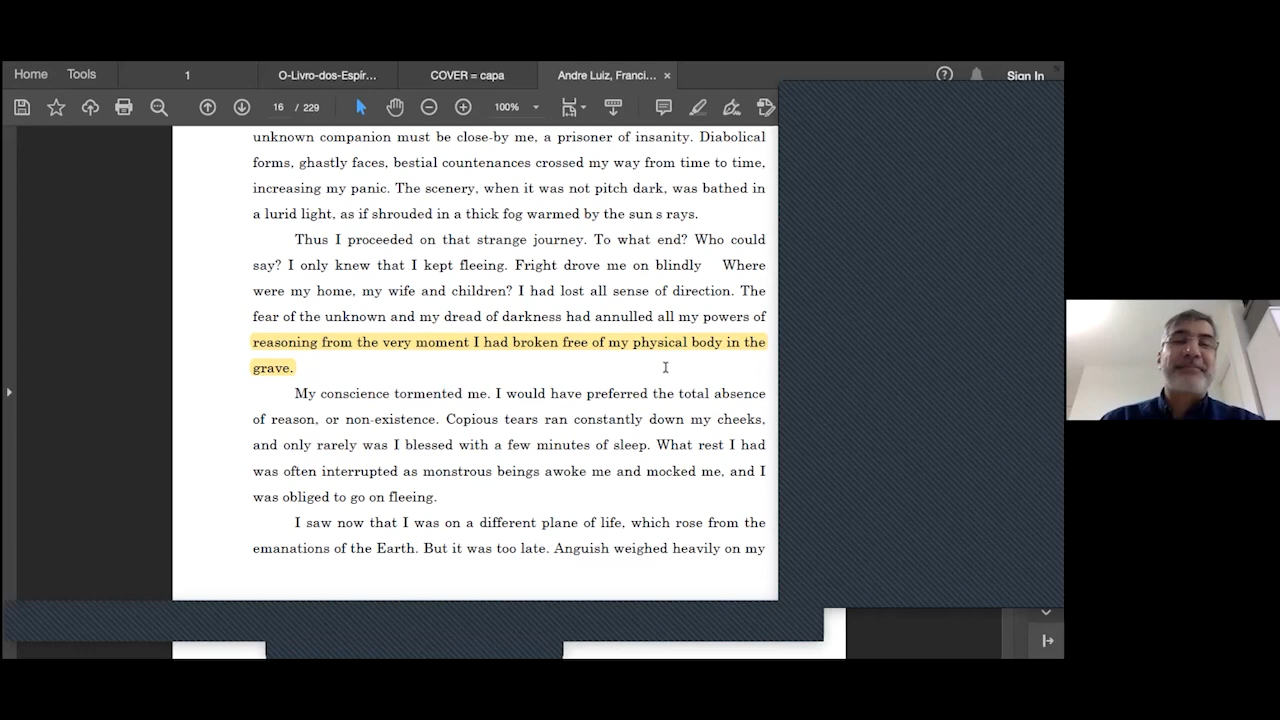 Home Tools 1 O-Livro-dos-Espír... COVER = capa Andre Luiz, Franci... × Sign In
16 / 229 100%
unknown companion must be close-by me, a prisoner of insanity. Diabolical
forms, ghastly faces, bestial countenances crossed my way from time to time,
increasing my panic. The scenery, when it was not pitch dark, was bathed in
a lurid light, as if shrouded in a thick fog warmed by the sun s rays.
Thus I proceeded on that strange journey. To what end? Who could
say? I only knew that I kept fleeing. Fright drove me on blindly Where
were my home, my wife and children? I had lost all sense of direction. The
fear of the unknown and my dread of darkness had annulled all my powers of
reasoning from the very moment I had broken free of my physical body in the
grave.
My conscience tormented me. I would have preferred the total absence
of reason, or non-existence. Copious tears ran constantly down my cheeks,
and only rarely was I blessed with a few minutes of sleep. What rest I had
was often interrupted as monstrous beings awoke me and mocked me, and I
was obliged to go on fleeing.
I saw now that I was on a different plane of life, which rose from the
emanations of the Earth. But it was too late. Anguish weighed heavily on my